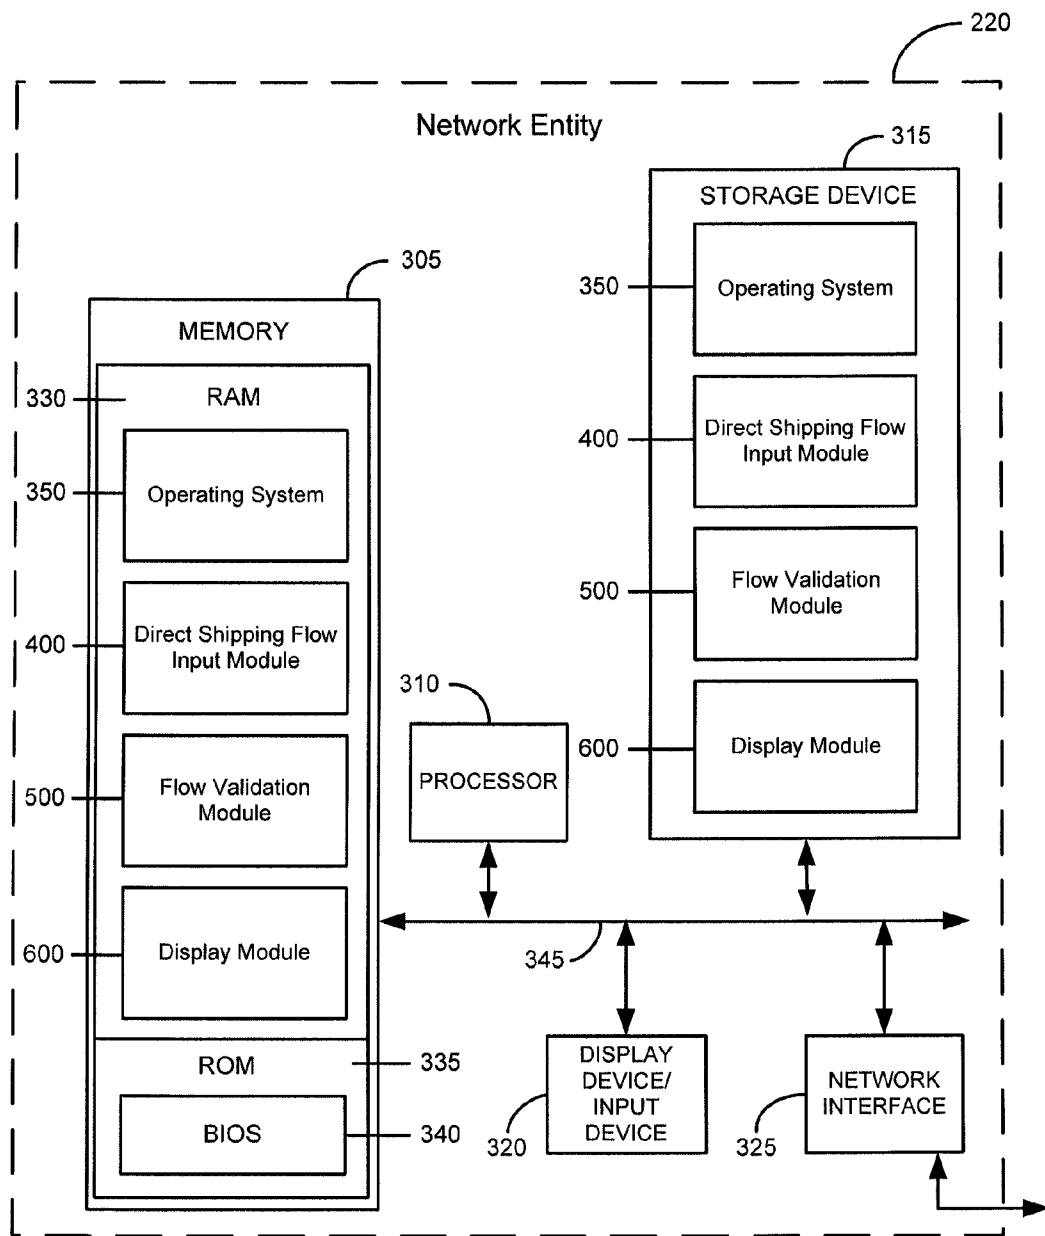 220
Network Entity
315
STORAGE DEVICE
350
Operating System
400
Direct Shipping Flow
Input Module
500
Flow Validation
Module
600
Display Module
305
MEMORY
330
RAM
350
Operating System
400
Direct Shipping Flow
Input Module
500
Flow Validation
Module
600
Display Module
ROM
335
BIOS
340
310
PROCESSOR
345
DISPLAY
DEVICE/
INPUT
DEVICE
320
NETWORK
INTERFACE
325